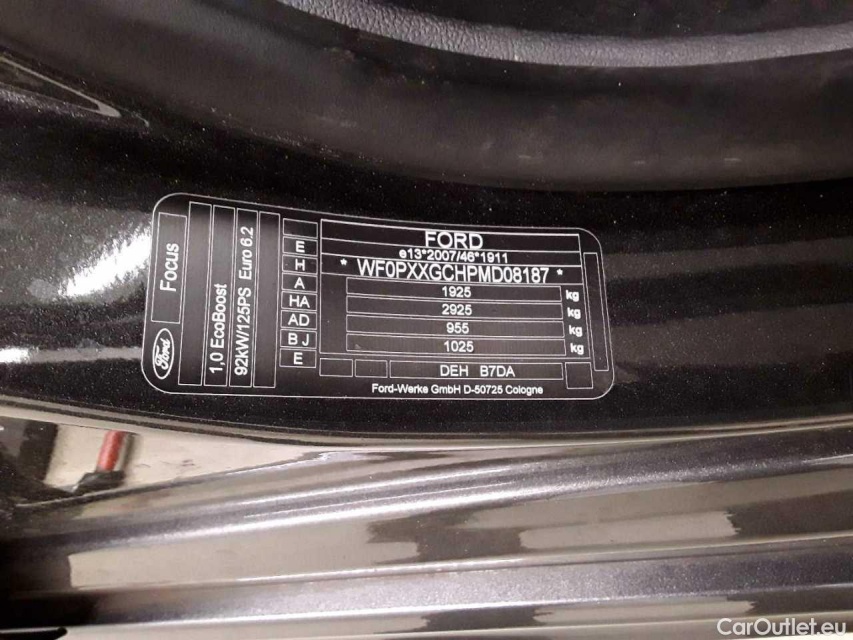 Focus
Ford
1,0 EcoBoost
92kW/125PS Euro 6.2
E
H
A
HA
AD
B J
E
FORD
e13*2007/46*1911
* WF0PXXGCHPMD08187 *
1925 kg
2925 kg
955 kg
1025 kg
DEH B7DA
Ford-Werke GmbH D-50725 Cologne
CarOutlet.eu